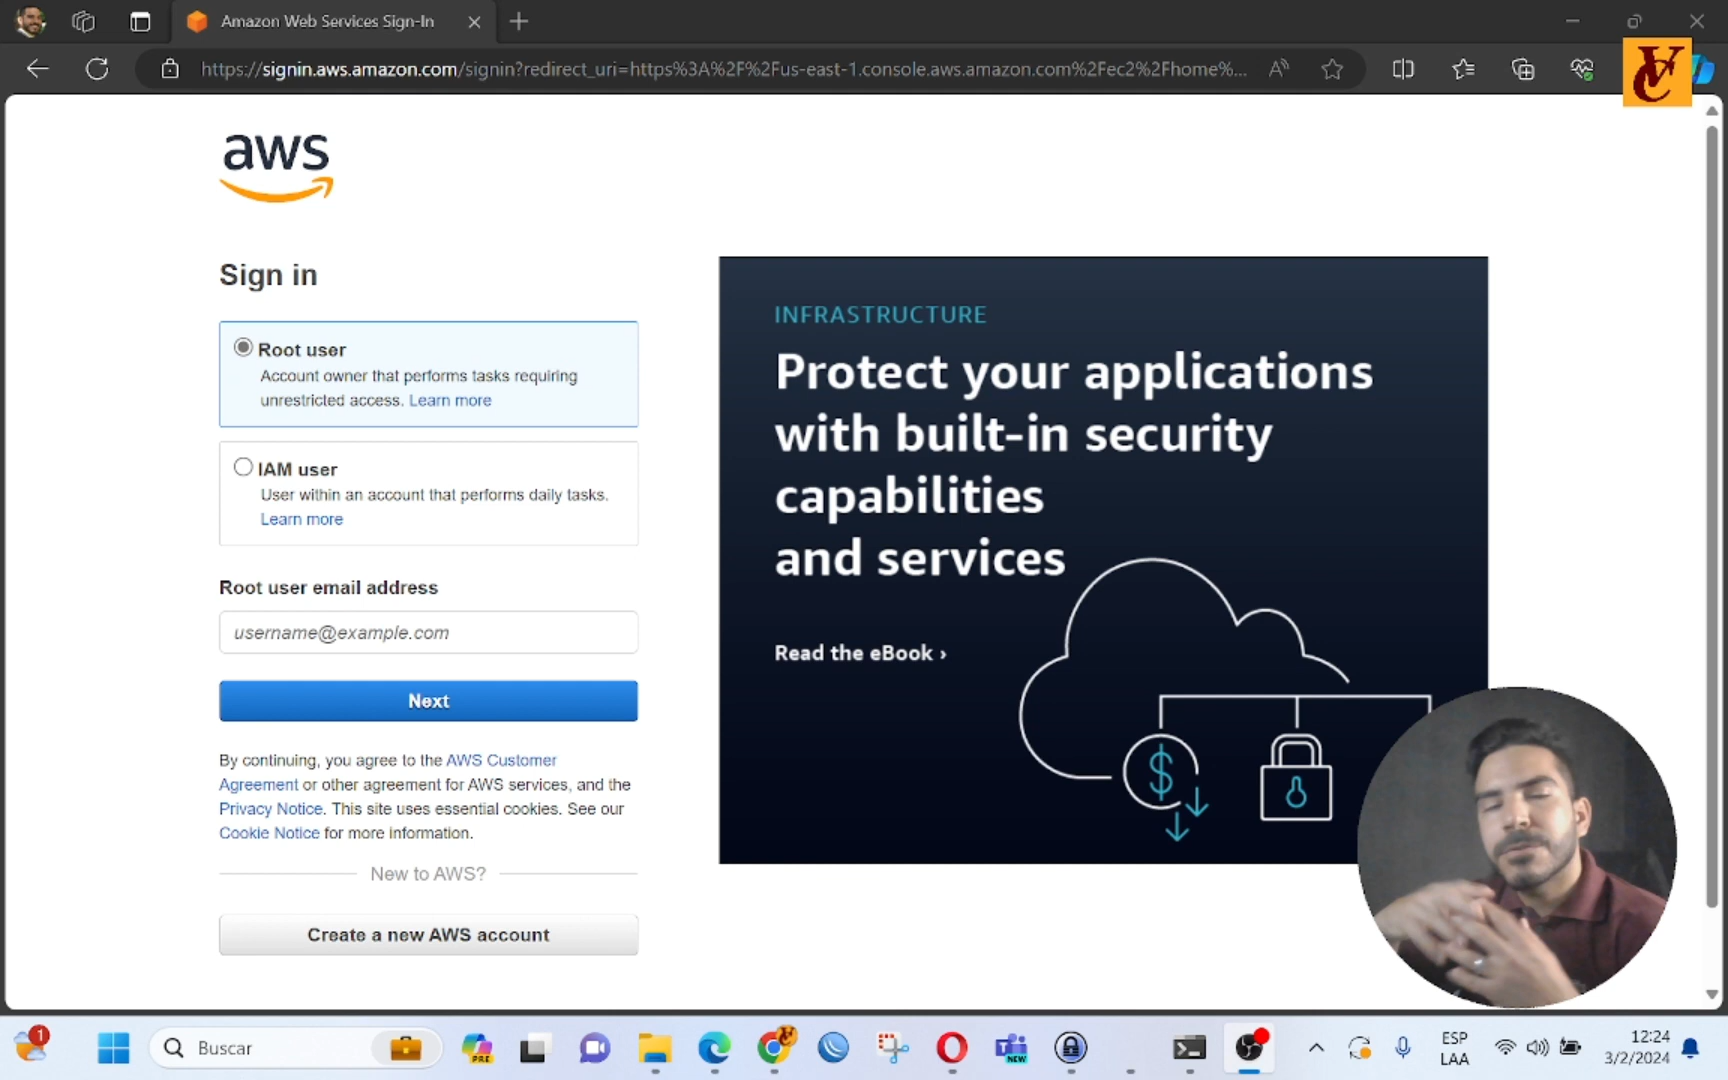 Amazon Web Services Sign-In
https://signin.aws.amazon.com/signin?redirect_uri=https%3A%2F%2Fus-east-1.console.aws.amazon.com%2Fec2%2Fhome%...
VC
aws
Sign in
Root user
Account owner that performs tasks requiring
unrestricted access. Learn more
IAM user
User within an account that performs daily tasks.
Learn more
Root user email address
username@example.com
Next
By continuing, you agree to the AWS Customer
Agreement or other agreement for AWS services, and the
Privacy Notice. This site uses essential cookies. See our
Cookie Notice for more information.
New to AWS?
Create a new AWS account
INFRASTRUCTURE
Protect your applications
with built-in security
capabilities
and services
Read the eBook ›
$
1
Buscar
PRE
NEW
ESP
LAA
12:24
3/2/2024